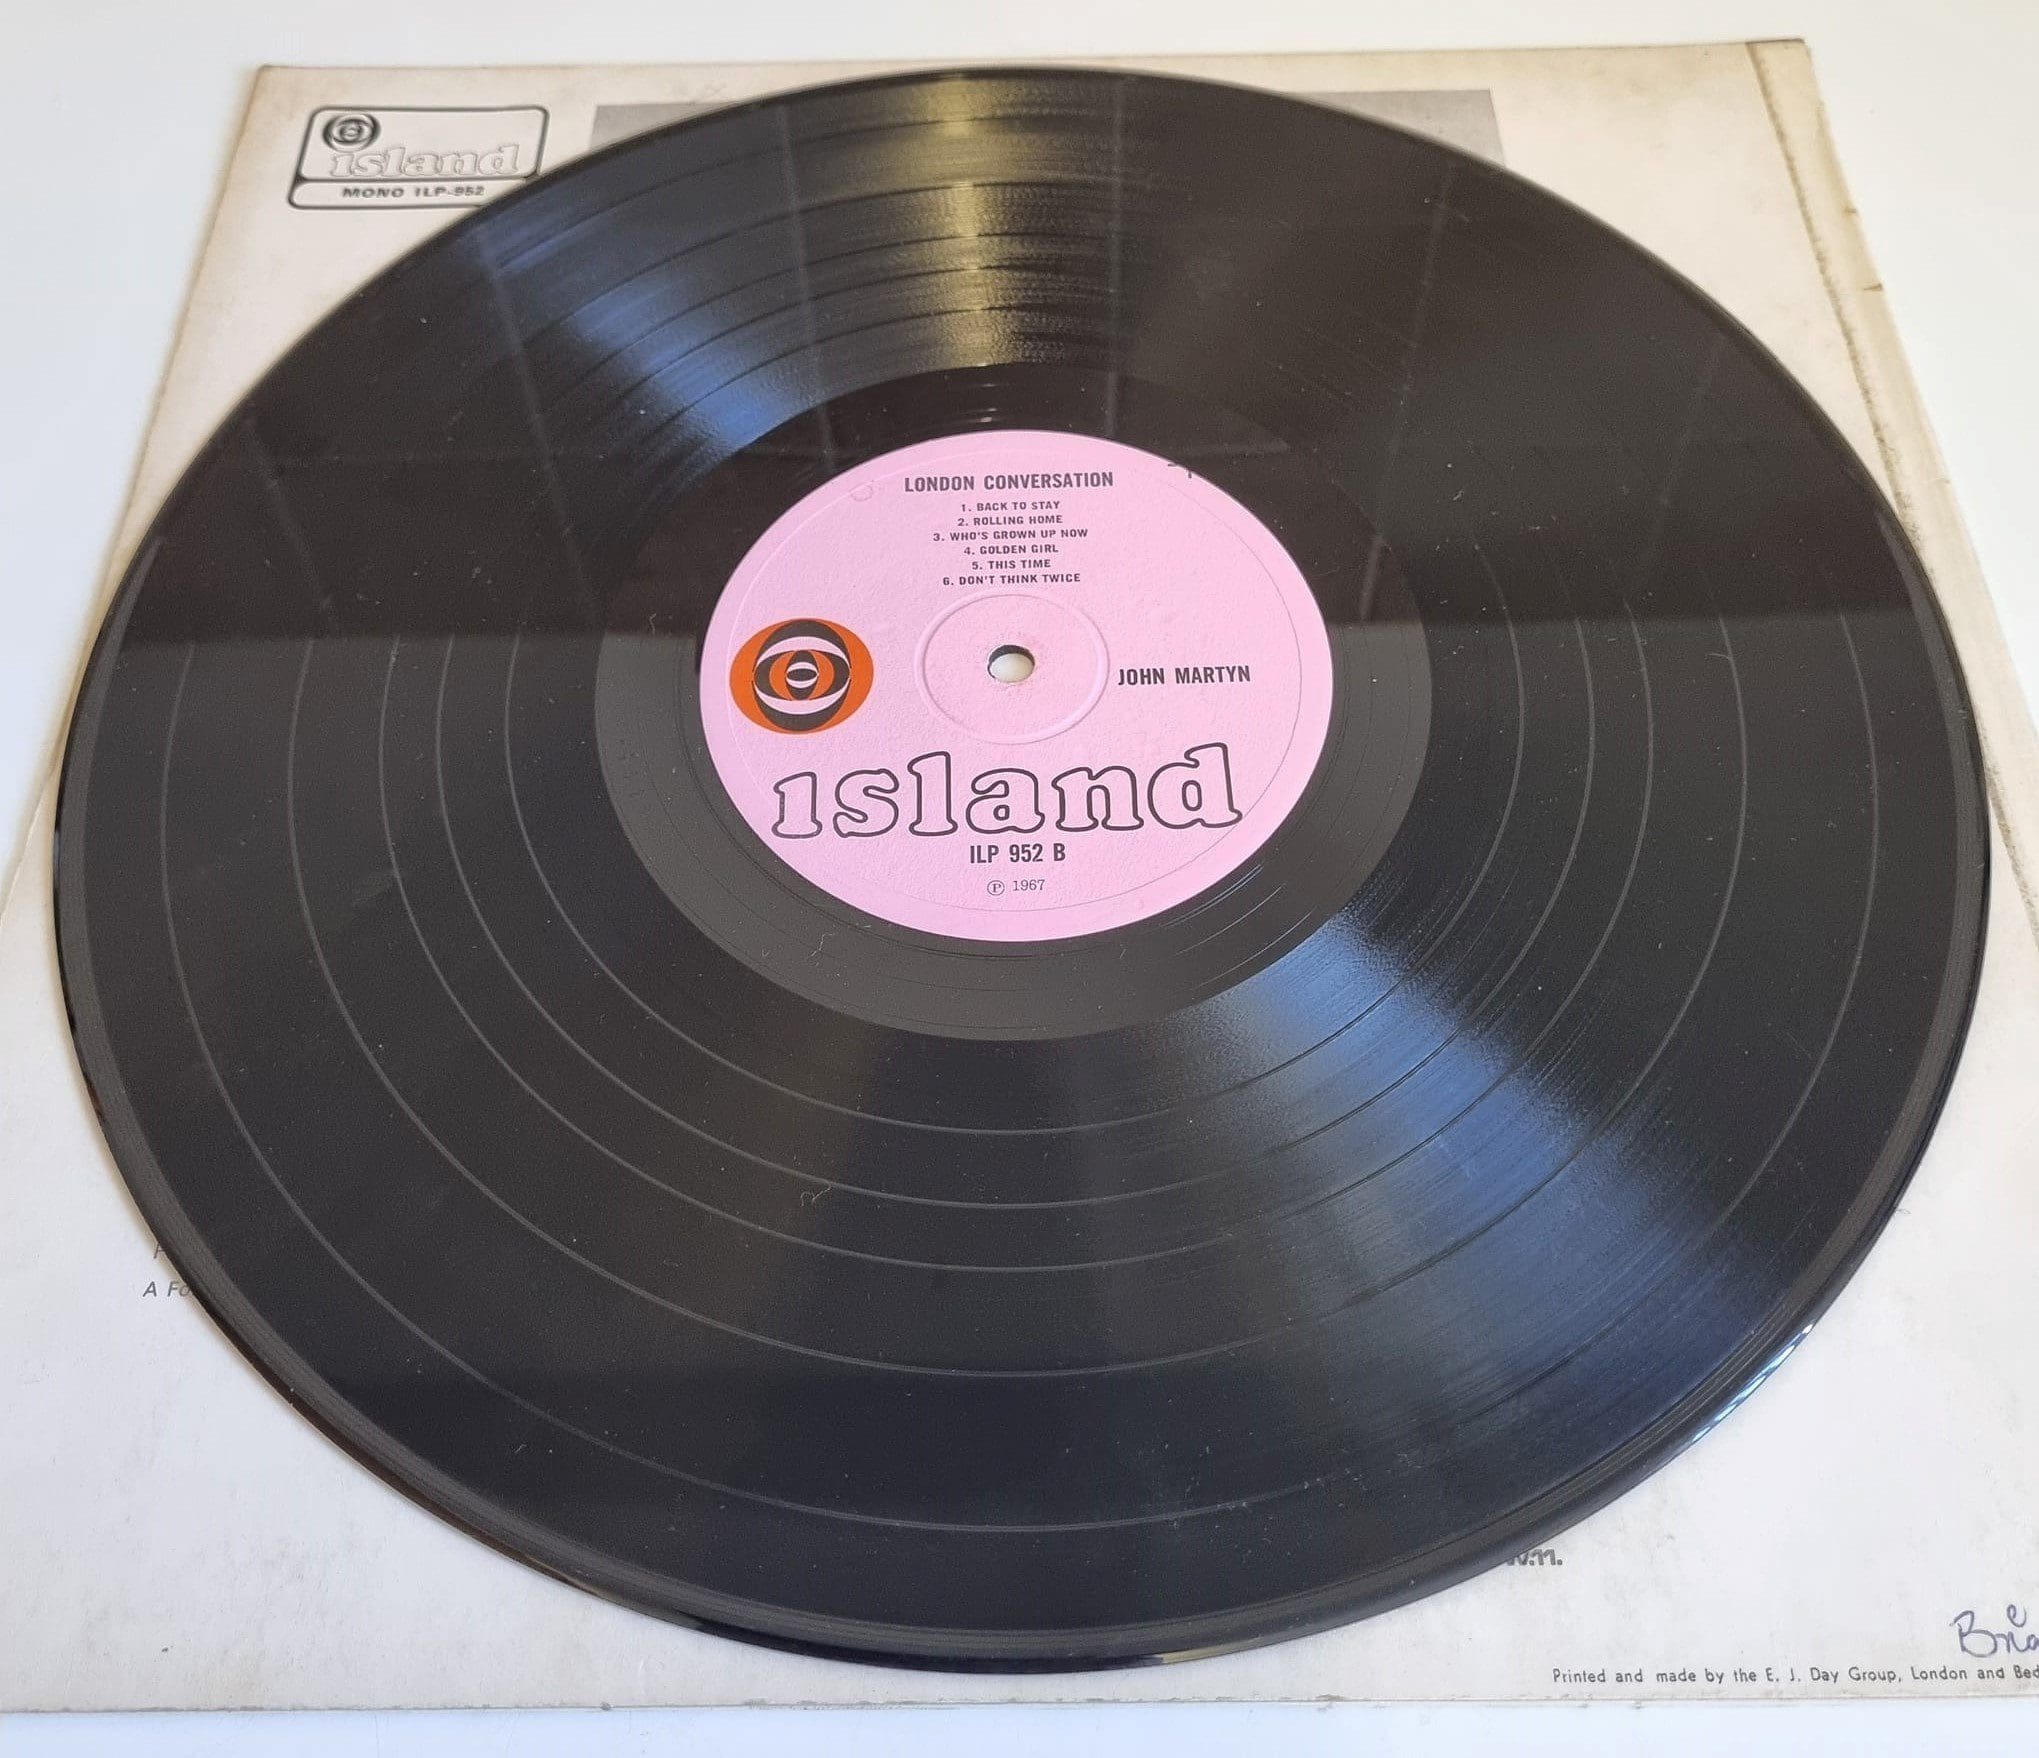 island
MONO ILP-952
LONDON CONVERSATION
1. BACK TO STAY
2. ROLLING HOME
3. WHO'S GROWN UP NOW
4. GOLDEN GIRL
5. THIS TIME
6. DON'T THINK TWICE
JOHN MARTYN
island
ILP 952 B
℗ 1967
A Fo
Printed and made by the E. J. Day Group, London and Bed